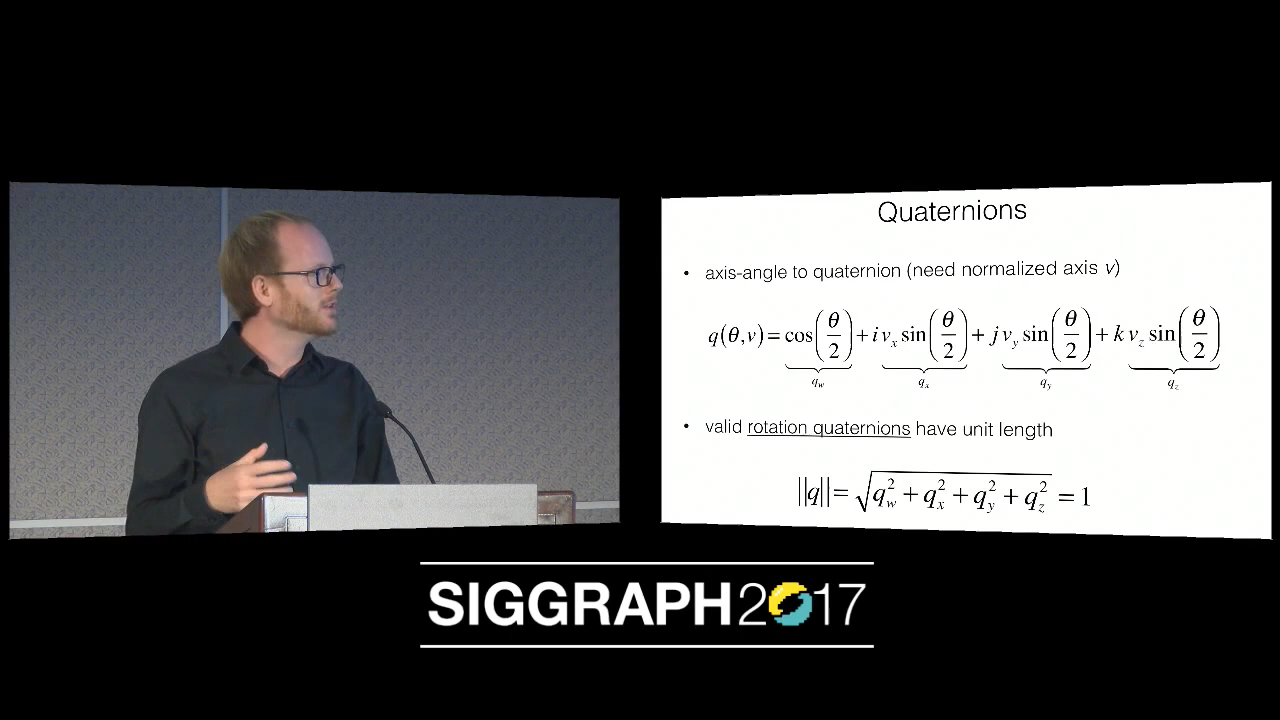 Quaternions
• axis-angle to quaternion (need normalized axis v)
q(θ,v) = cos(θ/2) + i v_x sin(θ/2) + j v_y sin(θ/2) + k v_z sin(θ/2)
q_w q_x q_y q_z
• valid rotation quaternions have unit length
||q|| = √(q_w² + q_x² + q_y² + q_z²) = 1
SIGGRAPH2017